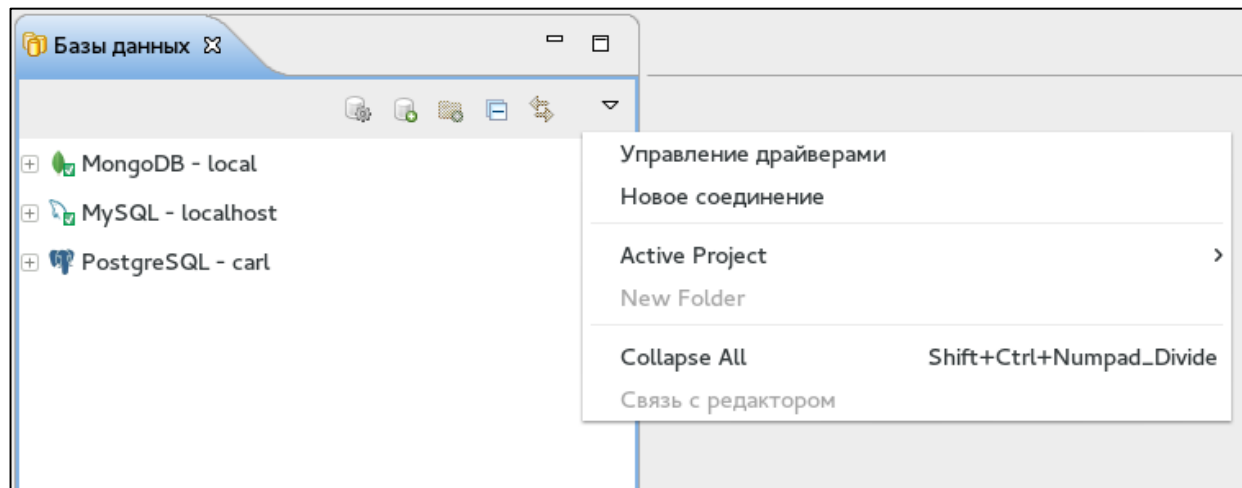 Базы данных
MongoDB - local
MySQL - localhost
PostgreSQL - carl
Управление драйверами
Новое соединение
Active Project
New Folder
Collapse All Shift+Ctrl+Numpad_Divide
Связь с редактором